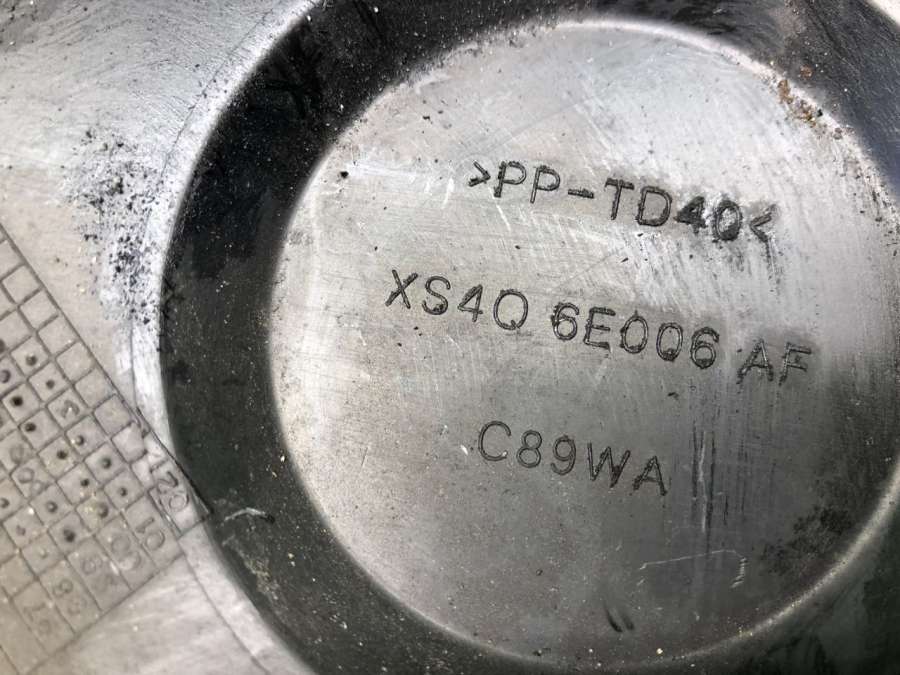 >PP-TD40<
XS4Q 6E006 AF
C89WA